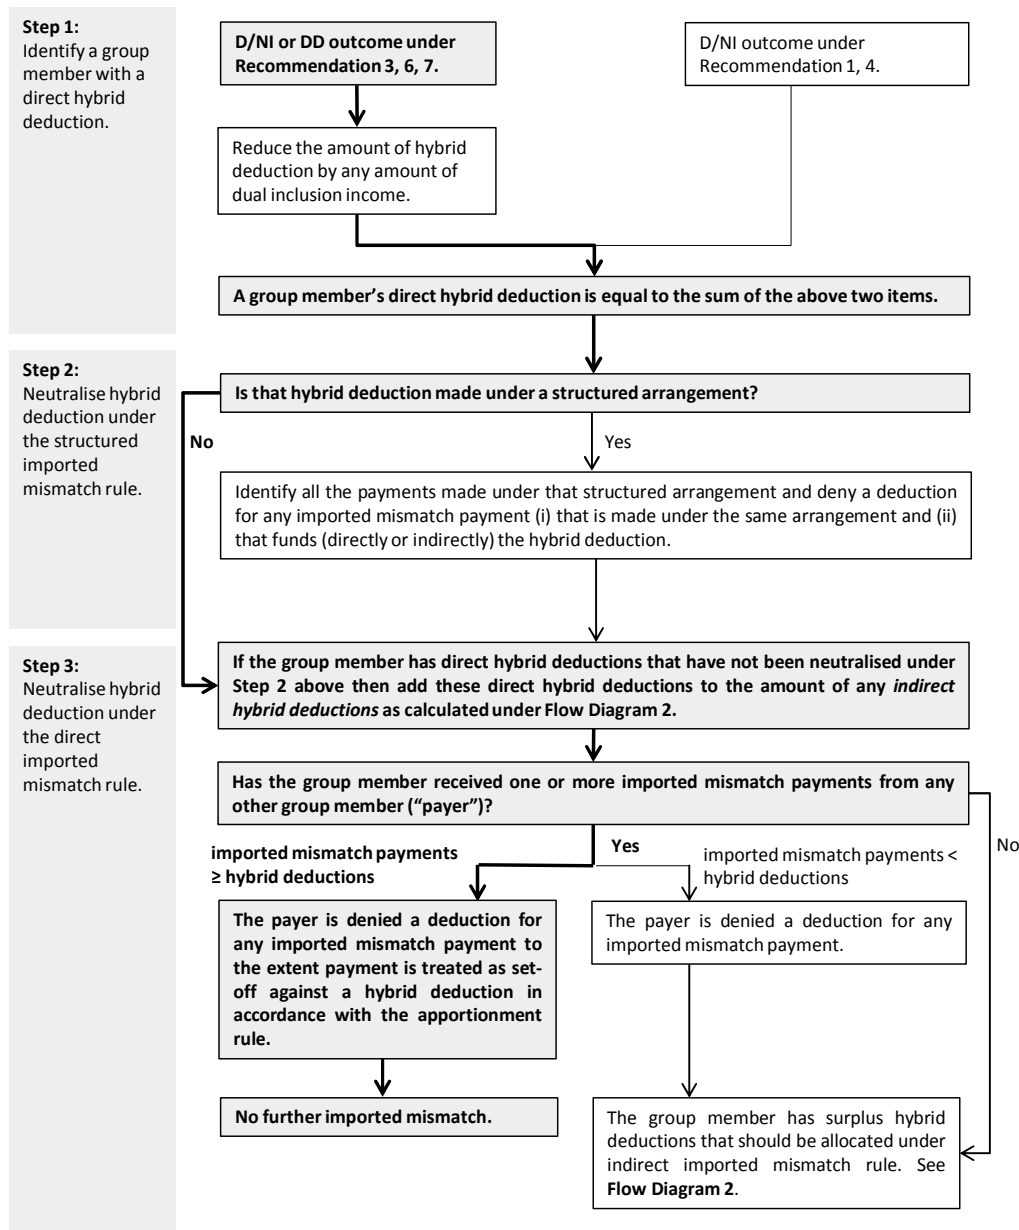 Step 1:
Identify a group
member with a
direct hybrid
deduction.
D/NI or DD outcome under
Recommendation 3, 6, 7.
D/NI outcome under
Recommendation 1, 4.
Reduce the amount of hybrid
deduction by any amount of
dual inclusion income.
A group member’s direct hybrid deduction is equal to the sum of the above two items.
Step 2:
Neutralise hybrid
deduction under
the structured
imported
mismatch rule.
Is that hybrid deduction made under a structured arrangement?
No
Yes
Identify all the payments made under that structured arrangement and deny a deduction
for any imported mismatch payment (i) that is made under the same arrangement and (ii)
that funds (directly or indirectly) the hybrid deduction.
Step 3:
Neutralise hybrid
deduction under
the direct
imported
mismatch rule.
If the group member has direct hybrid deductions that have not been neutralised under
Step 2 above then add these direct hybrid deductions to the amount of any indirect
hybrid deductions as calculated under Flow Diagram 2.
Has the group member received one or more imported mismatch payments from any
other group member (“payer”)?
Yes
No
imported mismatch payments
≥ hybrid deductions
imported mismatch payments <
hybrid deductions
The payer is denied a deduction for
any imported mismatch payment to
the extent payment is treated as set-
off against a hybrid deduction in
accordance with the apportionment
rule.
The payer is denied a deduction for any
imported mismatch payment.
No further imported mismatch.
The group member has surplus hybrid
deductions that should be allocated under
indirect imported mismatch rule. See
Flow Diagram 2.